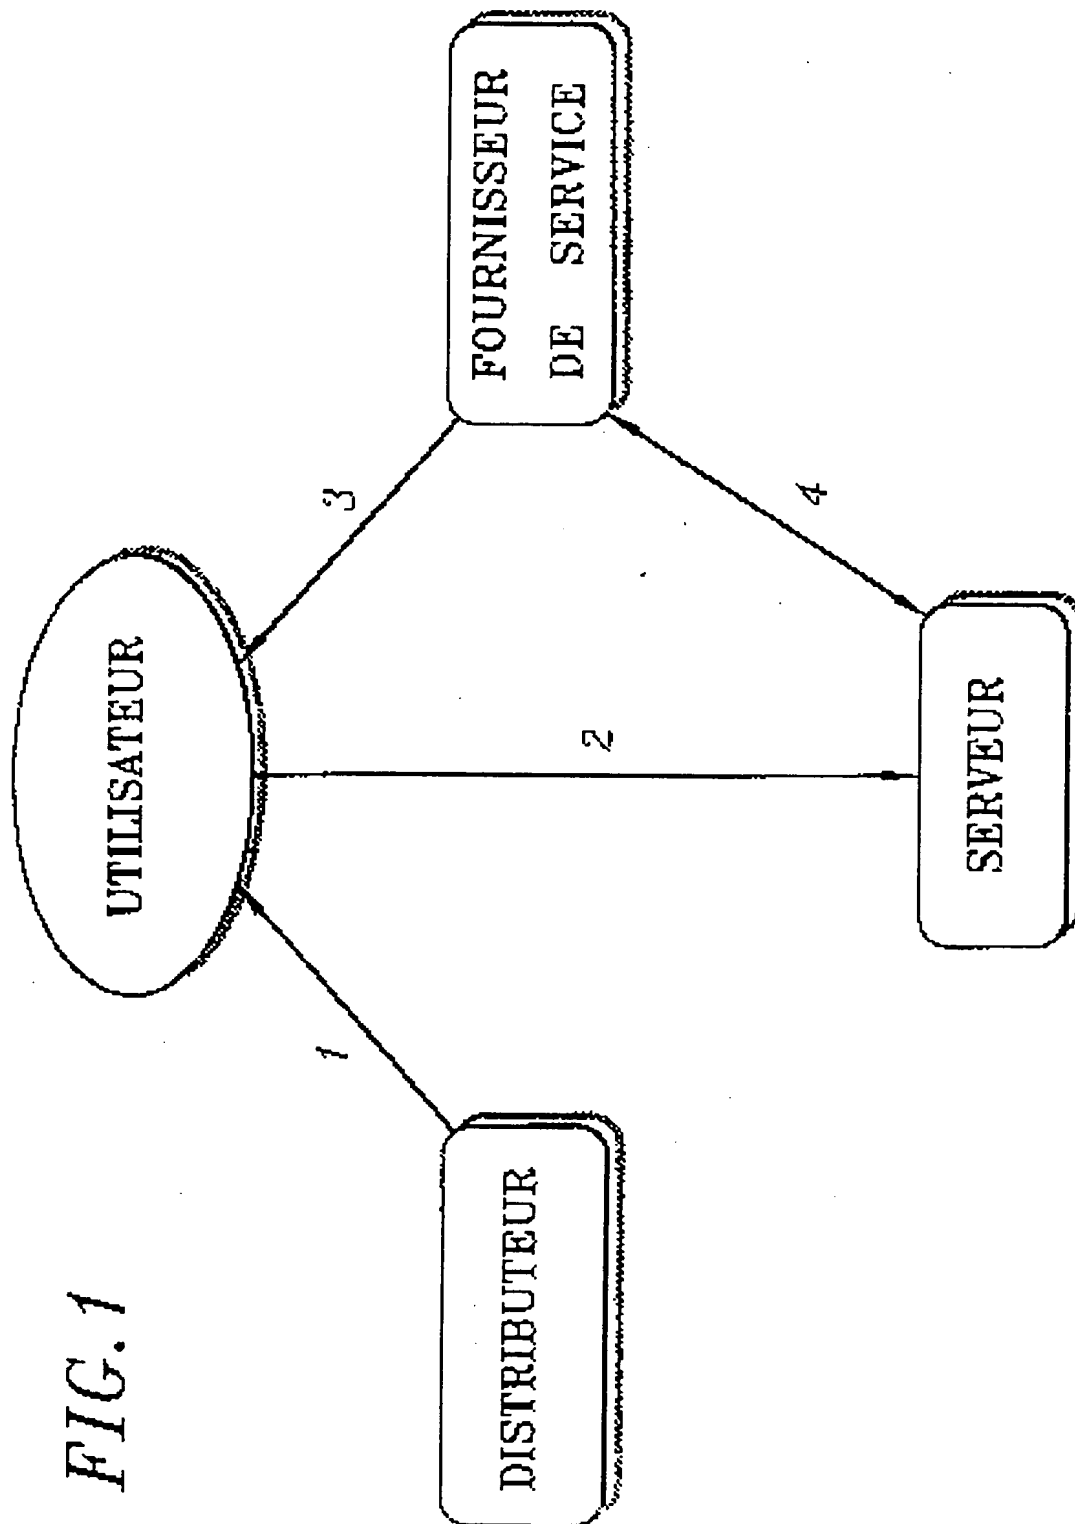 FIG.1
UTILISATEUR
1
3
DISTRIBUTEUR
2
FOURNISSEUR
DE SERVICE
4
SERVEUR